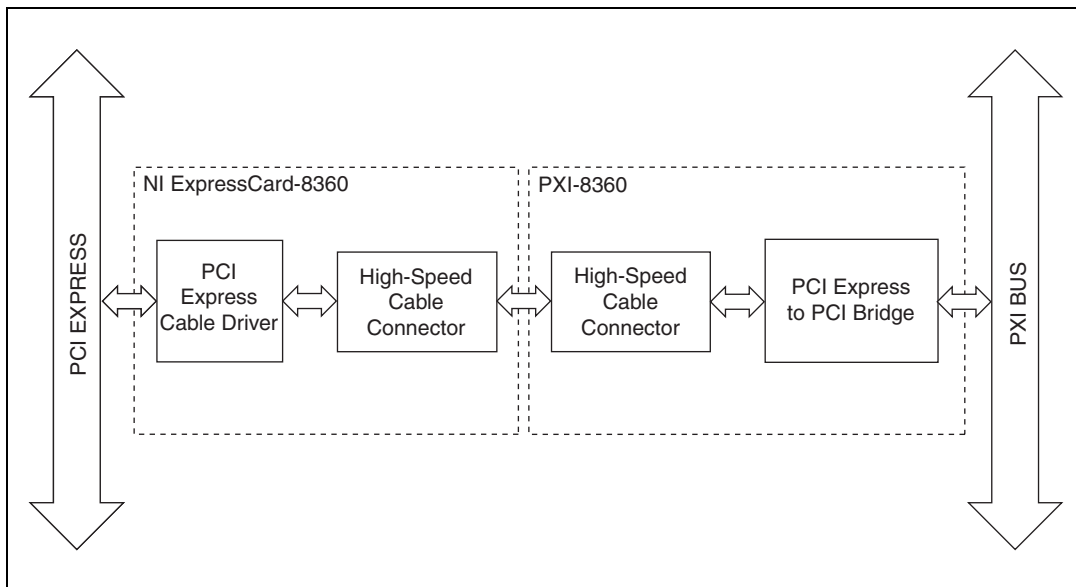 PCI EXPRESS
NI ExpressCard-8360
PCI
Express
Cable Driver
High-Speed
Cable
Connector
PXI-8360
High-Speed
Cable
Connector
PCI Express
to PCI Bridge
PXI BUS